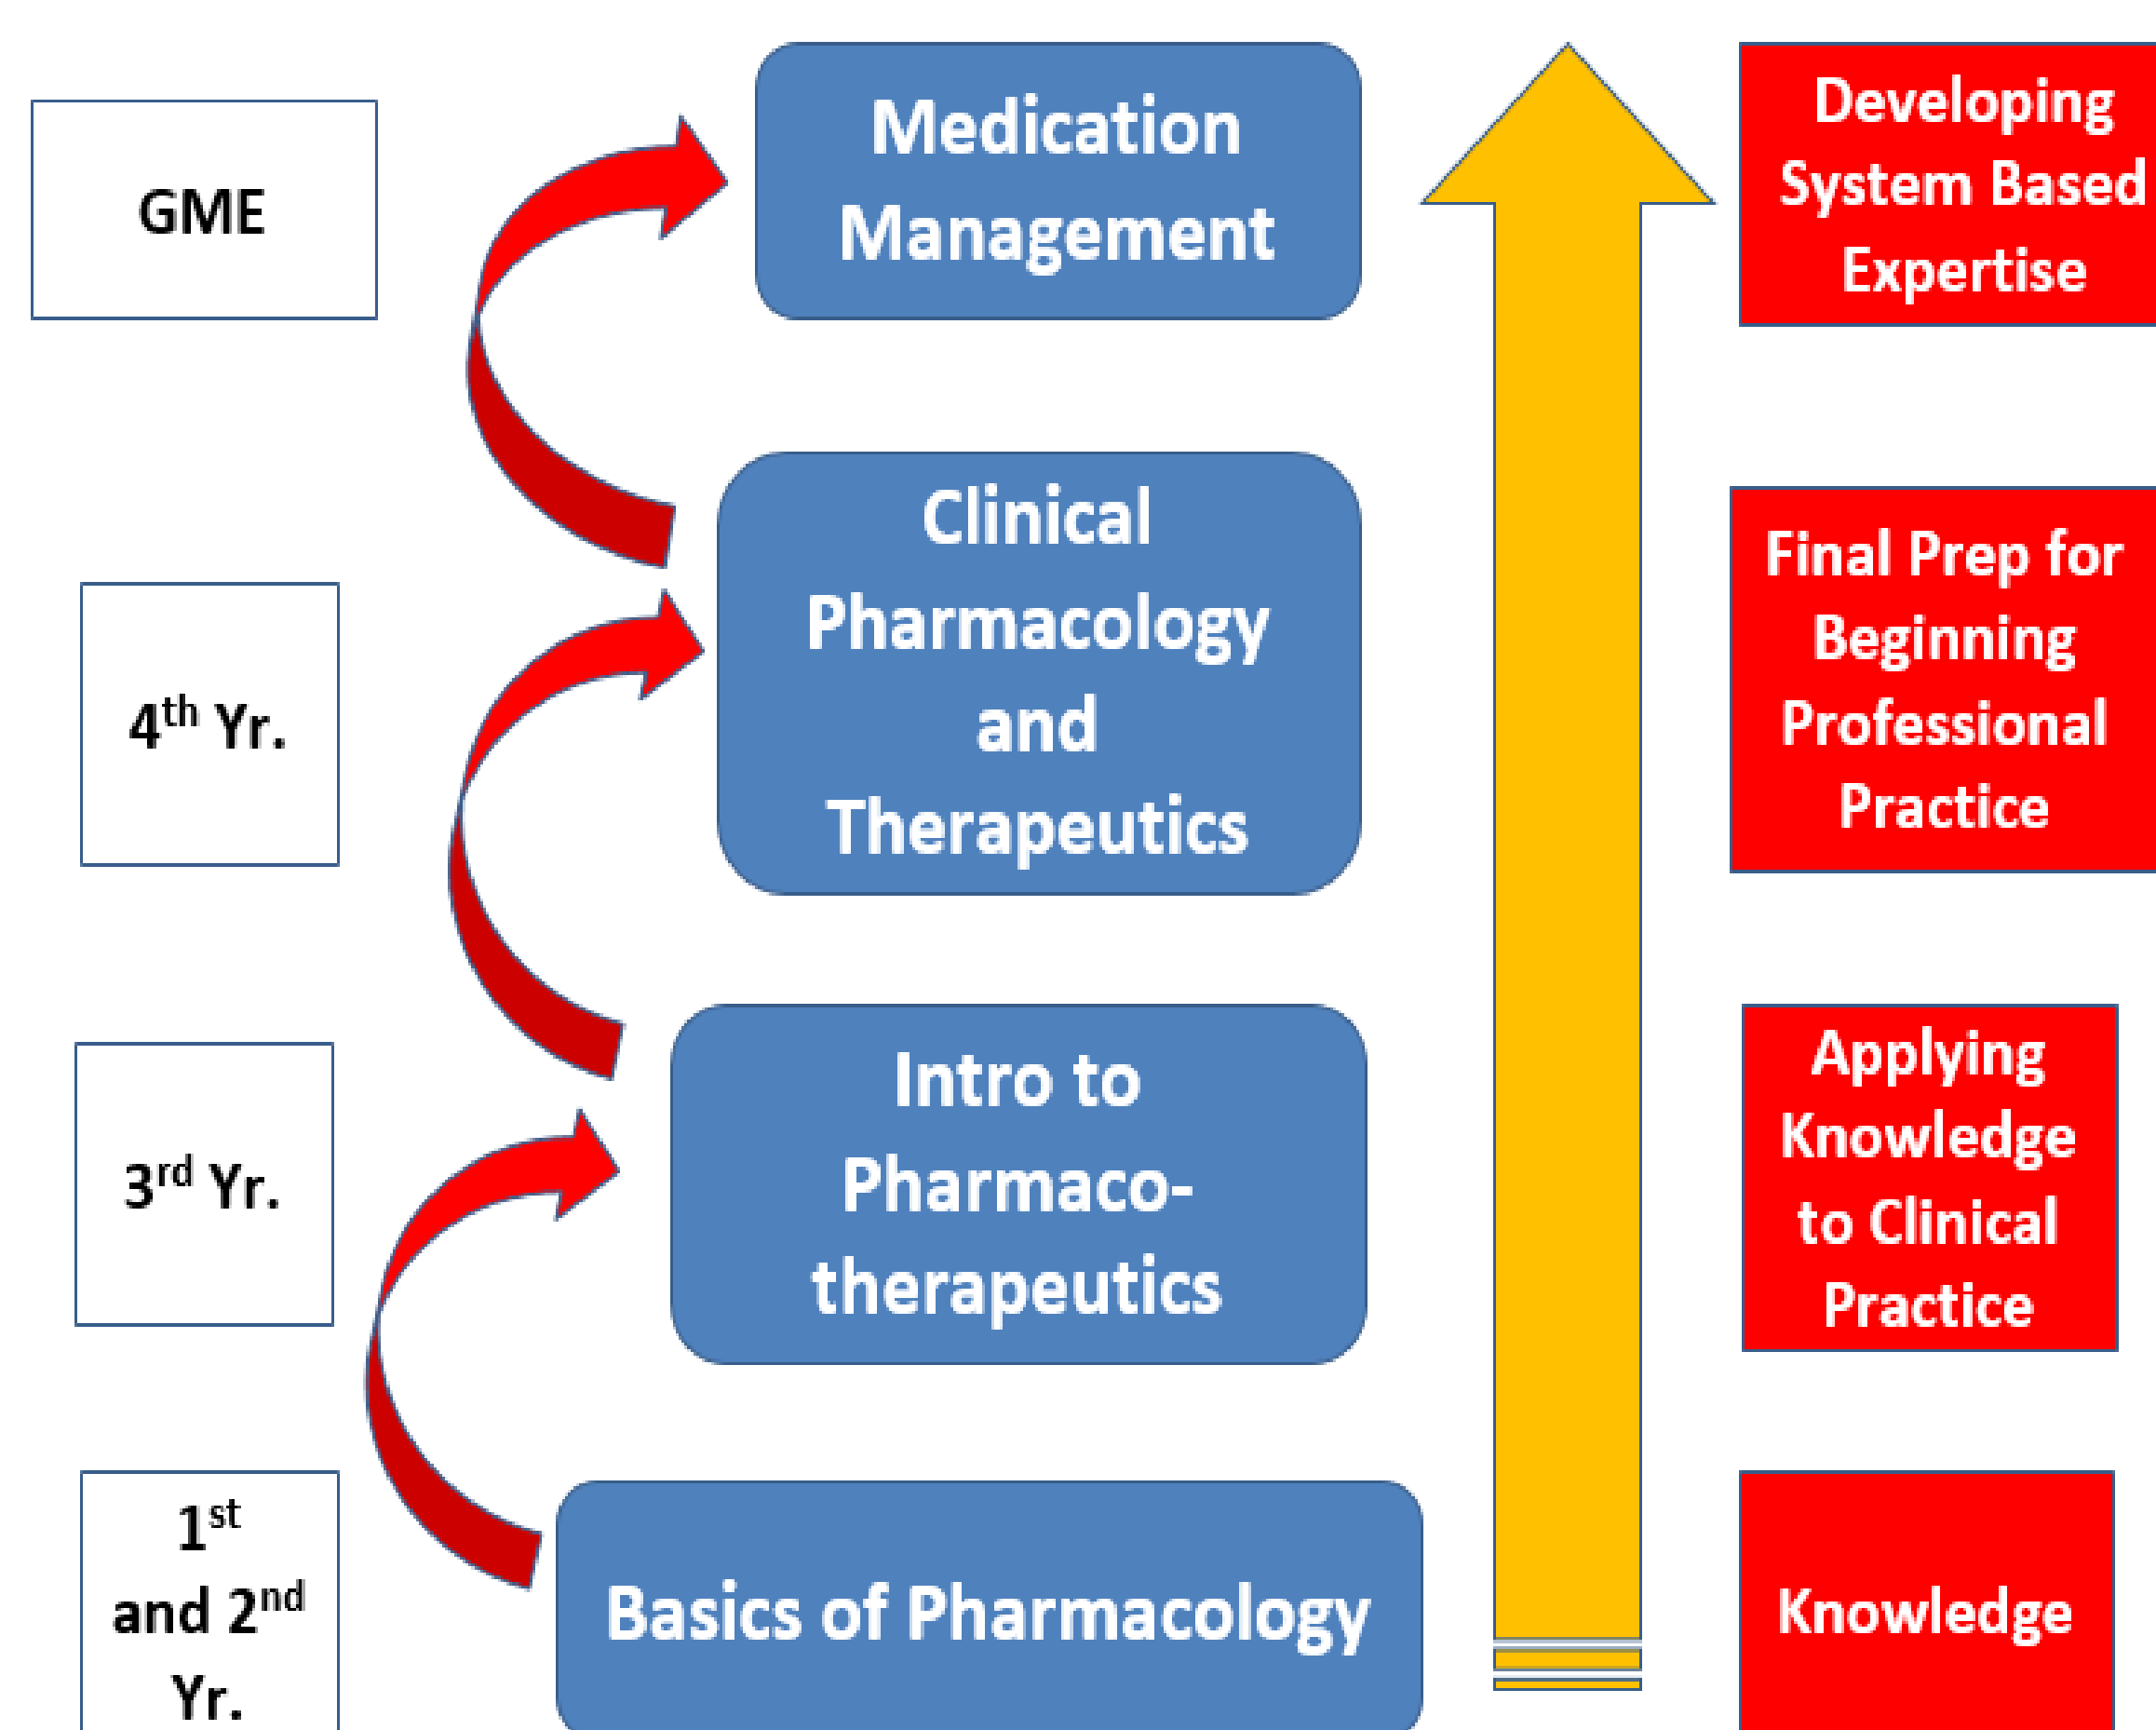 GME
Medication
Management
Developing
System Based
Expertise
4th Yr.
Clinical
Pharmacology
and
Therapeutics
Final Prep for
Beginning
Professional
Practice
3rd Yr.
Intro to
Pharmaco-
therapeutics
Applying
Knowledge
to Clinical
Practice
1st
and 2nd
Yr.
Basics of Pharmacology
Knowledge